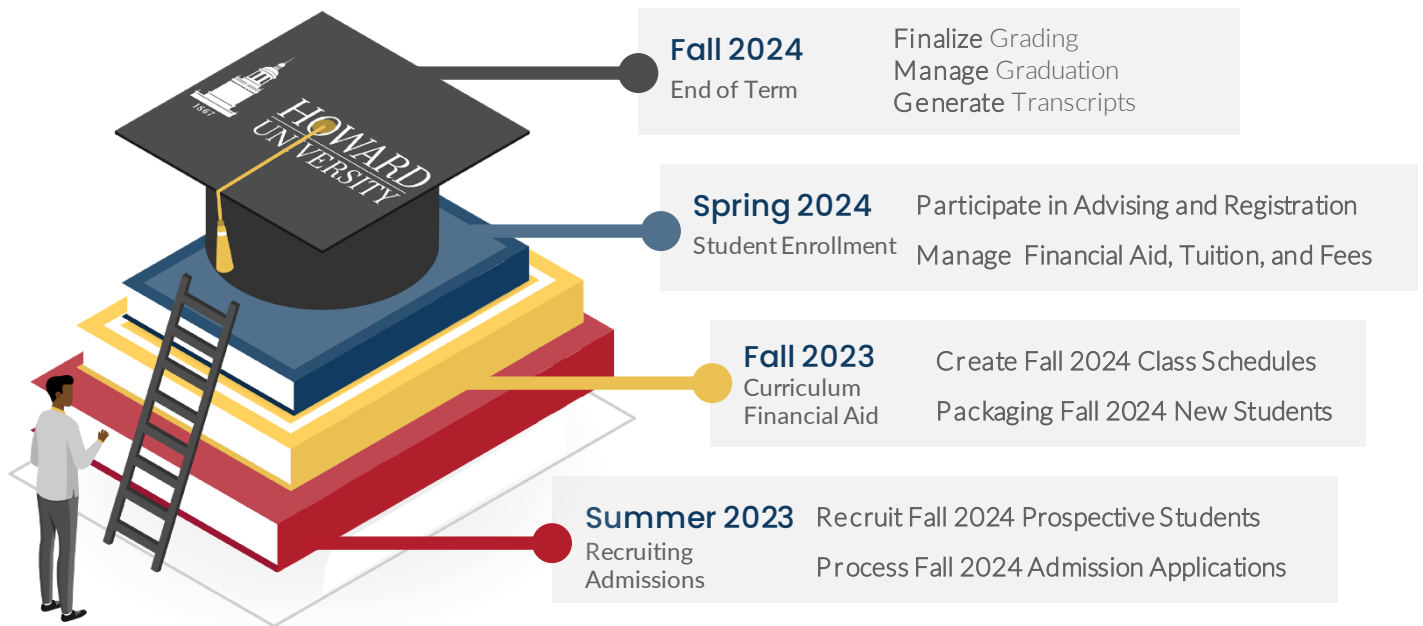 1867
HOWARD
UNIVERSITY
Fall 2024
End of Term
Finalize Grading
Manage Graduation
Generate Transcripts
Spring 2024
Student Enrollment
Participate in Advising and Registration
Manage Financial Aid, Tuition, and Fees
Fall 2023
Curriculum
Financial Aid
Create Fall 2024 Class Schedules
Packaging Fall 2024 New Students
Summer 2023
Recruiting
Admissions
Recruit Fall 2024 Prospective Students
Process Fall 2024 Admission Applications